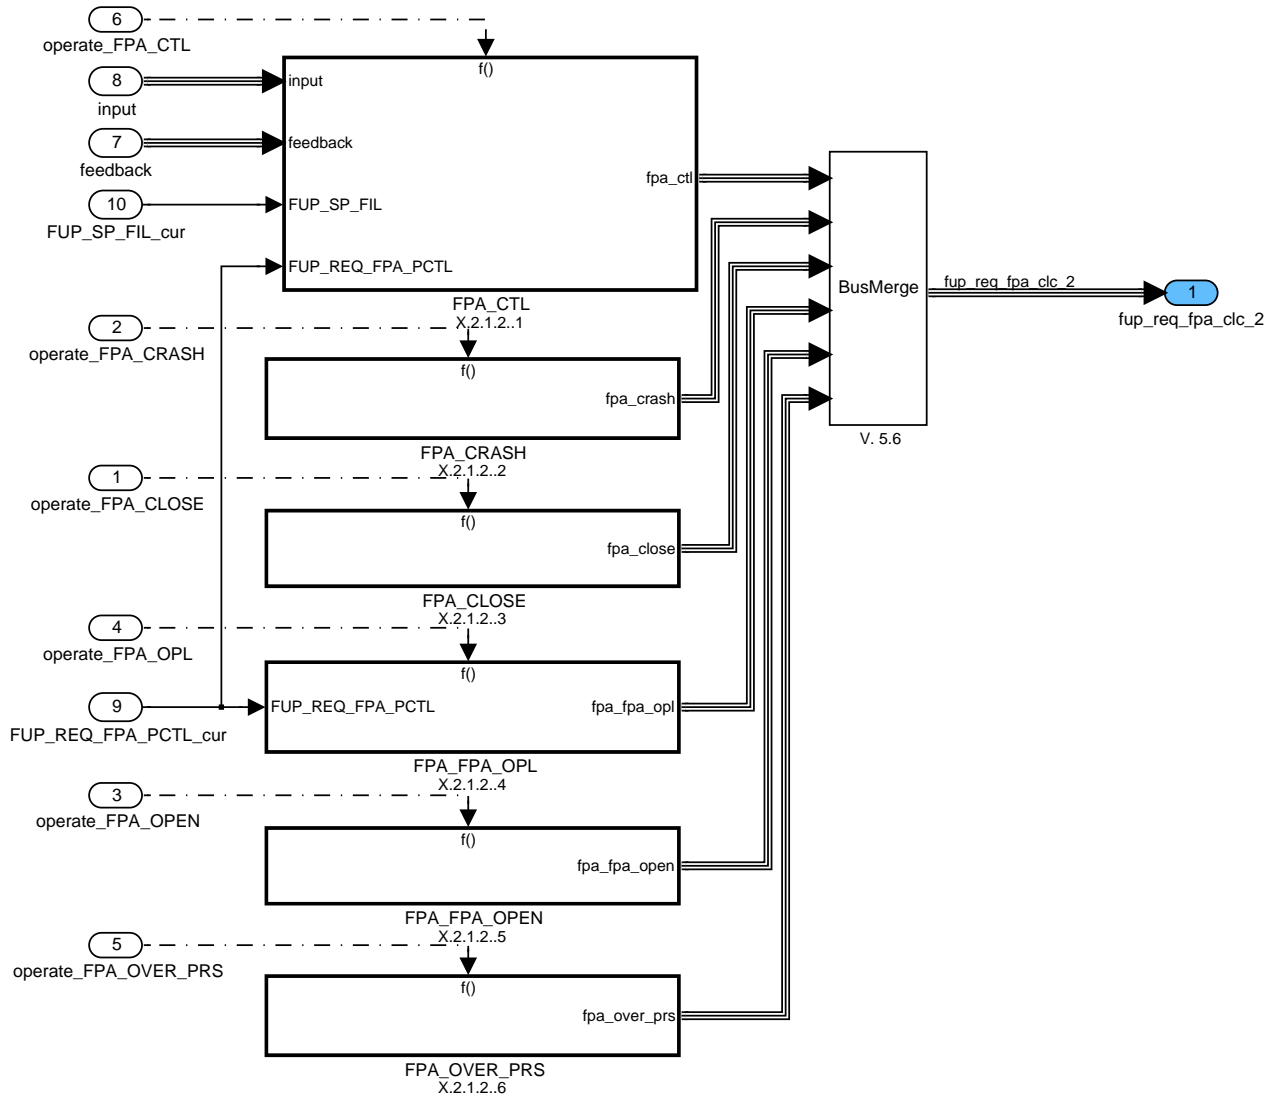 6
operate_FPA_CTL
f()
8
input
input
7
feedback
feedback
fpa_ctl
10
FUP_SP_FIL_cur
FUP_SP_FIL
FUP_REQ_FPA_PCTL
FPA_CTL
X.2.1.2..1
BusMerge
V. 5.6
fup_req_fpa_clc_2
1
fup_req_fpa_clc_2
2
operate_FPA_CRASH
f()
fpa_crash
FPA_CRASH
X.2.1.2..2
1
operate_FPA_CLOSE
f()
fpa_close
FPA_CLOSE
X.2.1.2..3
4
operate_FPA_OPL
f()
9
FUP_REQ_FPA_PCTL_cur
FUP_REQ_FPA_PCTL
fpa_fpa_opl
FPA_FPA_OPL
X.2.1.2..4
3
operate_FPA_OPEN
f()
fpa_fpa_open
FPA_FPA_OPEN
X.2.1.2..5
5
operate_FPA_OVER_PRS
f()
fpa_over_prs
FPA_OVER_PRS
X.2.1.2..6